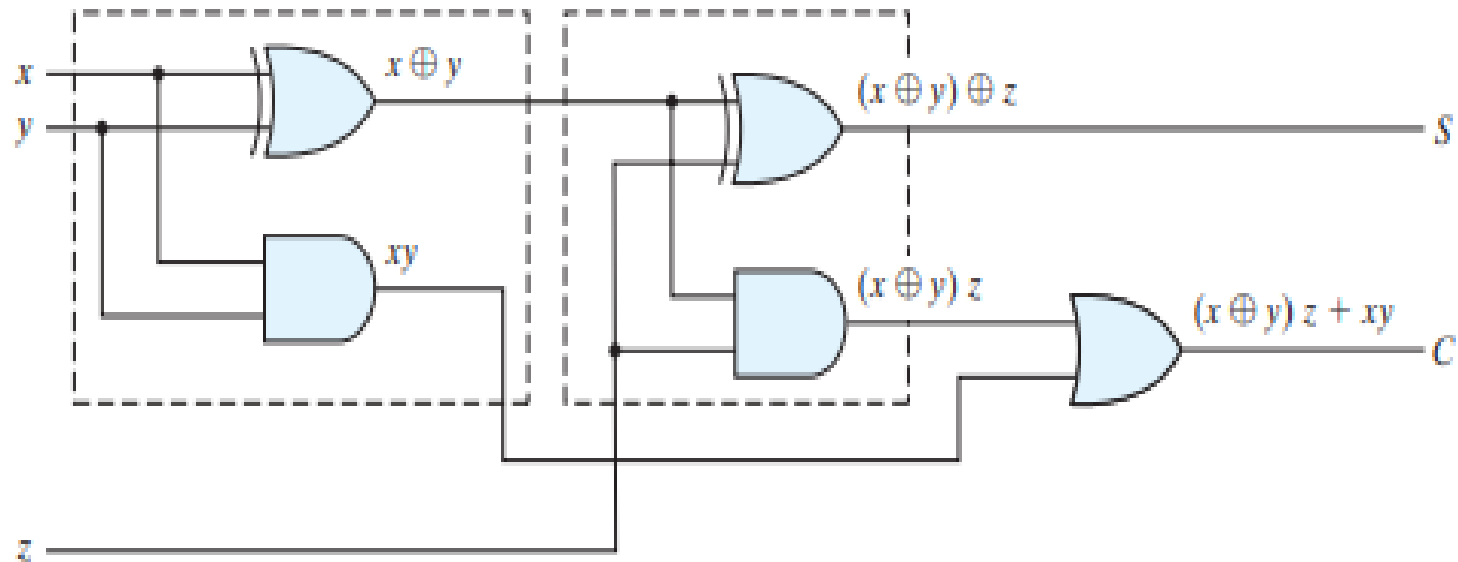 x
y
x ⊕ y
xy
(x ⊕ y) ⊕ z
S
(x ⊕ y) z
(x ⊕ y) z + xy
C
z